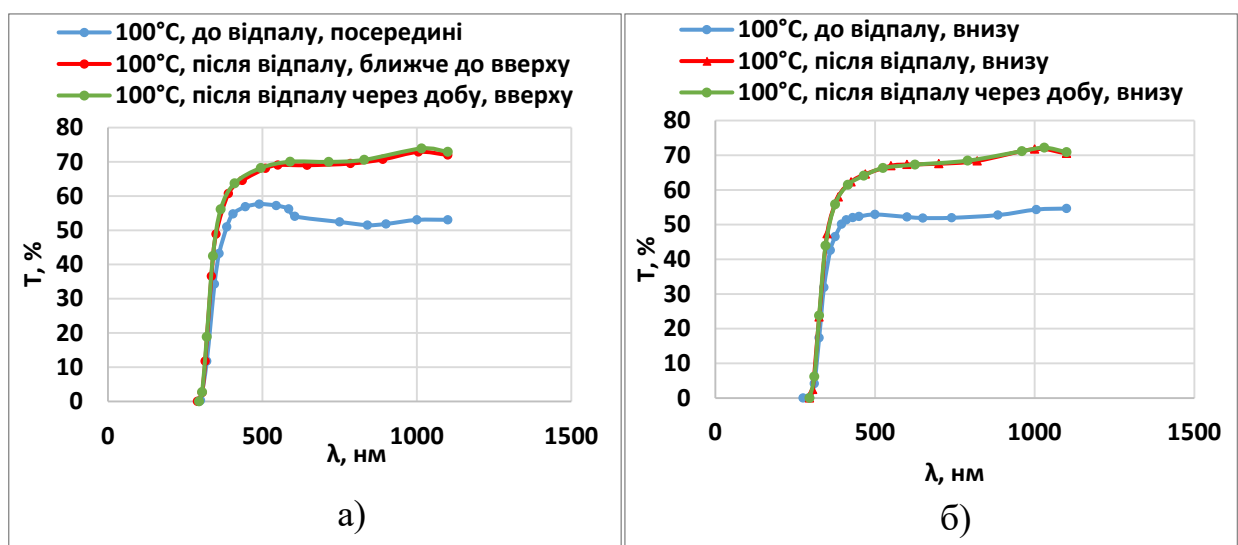 100°C, до відпалу, посередині
100°C, після відпалу, ближче до вверху
100°C, після відпалу через добу, вверху
80
70
60
50
40
30
20
10
0
T, %
0 500 1000 1500
λ, нм
а)
100°C, до відпалу, внизу
100°C, після відпалу, внизу
100°C, після відпалу через добу, внизу
80
70
60
50
40
30
20
10
0
T, %
0 500 1000 1500
λ, нм
б)